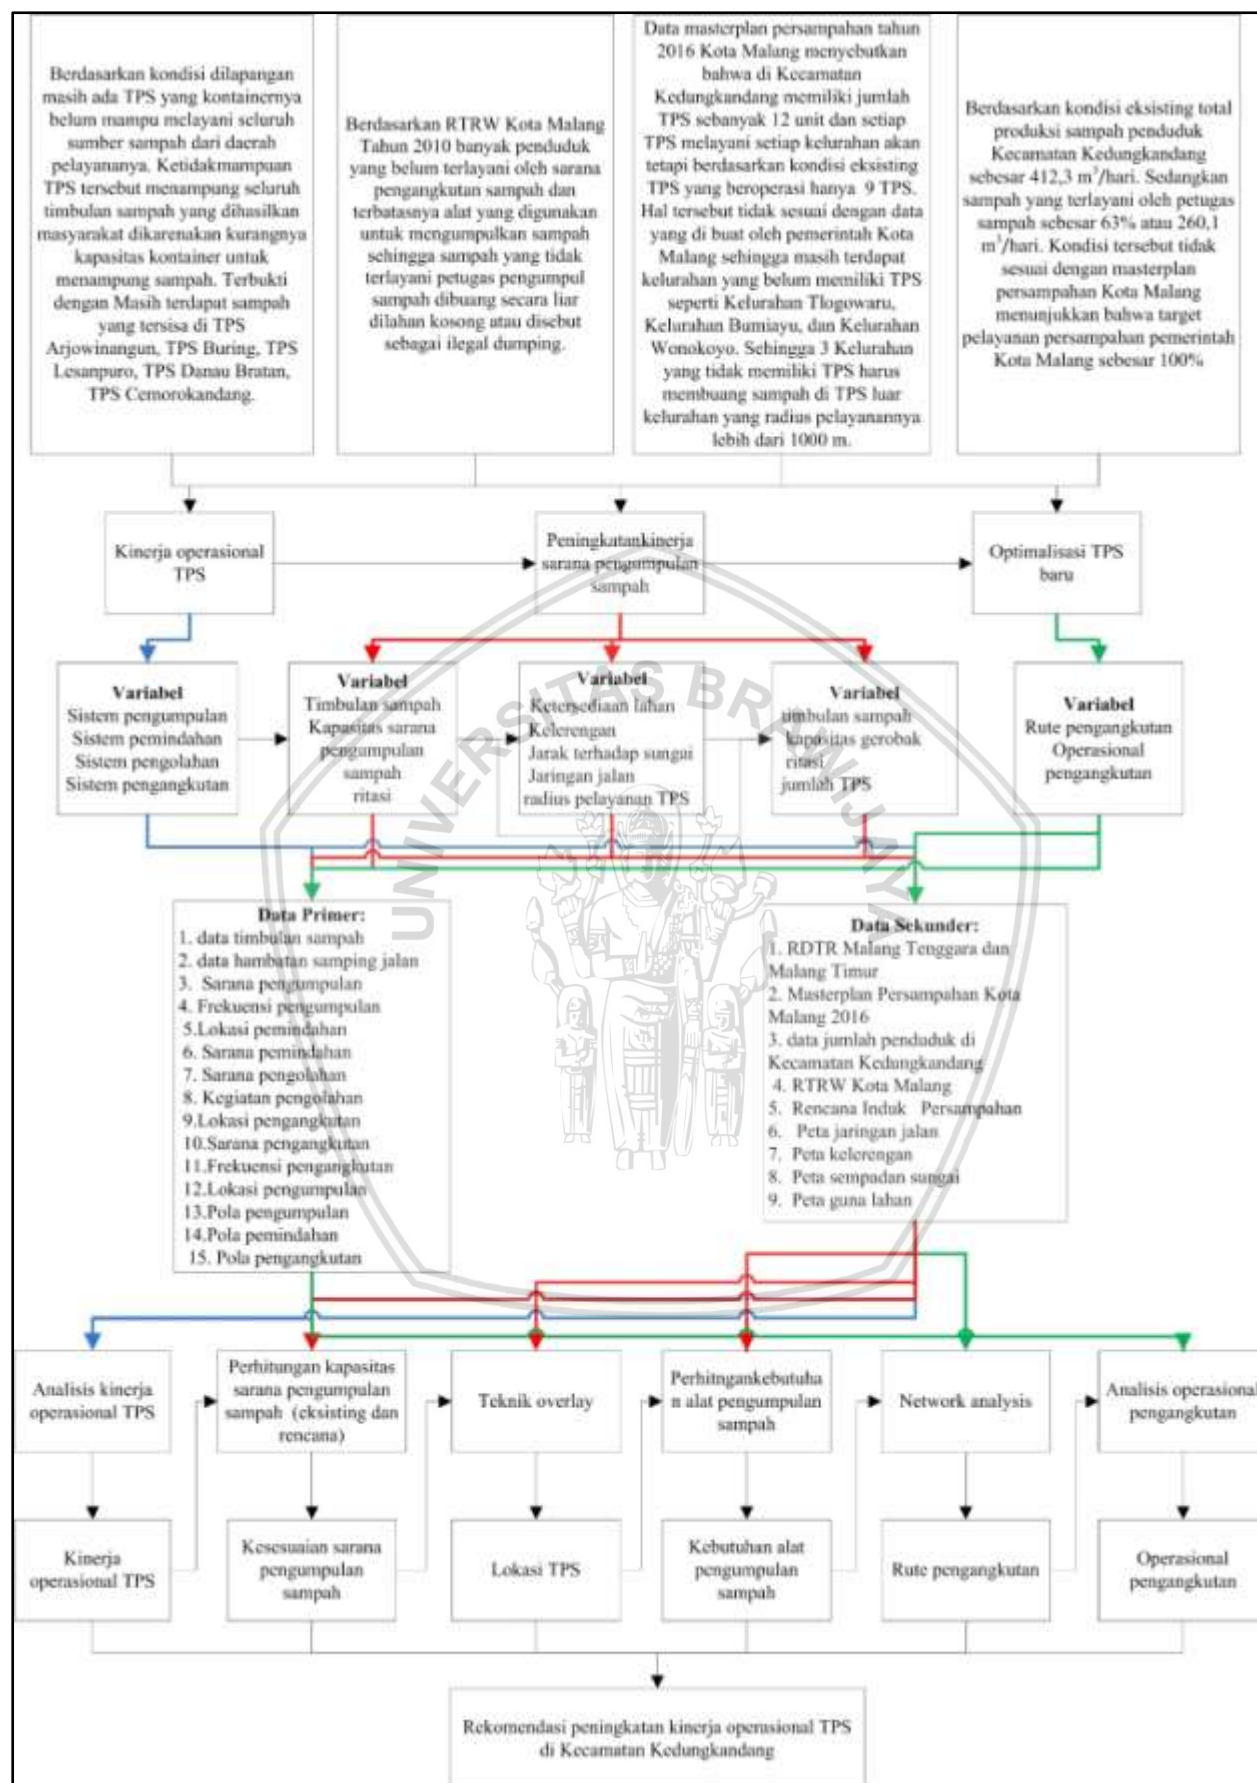 Berdasarkan kondisi dilapangan
masih ada TPS yang kontainernya
belum mampu melayani seluruh
sumber sampah dari daerah
pelayananya. Ketidakmampuan
TPS tersebut menampung seluruh
timbulan sampah yang dihasilkan
masyarakat dikarenakan kurangnya
kapasitas kontainer untuk
menampung sampah. Terbukti
dengan Masih terdapat sampah
yang tersisa di TPS
Arjowinangun, TPS Buring, TPS
Lesanpuro, TPS Danau Bratan,
TPS Cemorokandang.
Berdasarkan RTRW Kota Malang
Tahun 2010 banyak penduduk
yang belum terlayani oleh sarana
pengangkutan sampah dan
terbatasnya alat yang digunakan
untuk mengumpulkan sampah
sehingga sampah yang tidak
terlayani petugas pengumpul
sampah dibuang secara liar
dilahan kosong atau disebut
sebagai ilegal dumping.
Data masterplan persampahan tahun
2016 Kota Malang menyebutkan
bahwa di Kecamatan
Kedungkandang memiliki jumlah
TPS sebanyak 12 unit dan setiap
TPS melayani setiap kelurahan akan
tetapi berdasarkan kondisi eksisting
TPS yang beroperasi hanya 9 TPS.
Hal tersebut tidak sesuai dengan data
yang di buat oleh pemerintah Kota
Malang sehingga masih terdapat
kelurahan yang belum memiliki TPS
seperti Kelurahan Tlogowaru,
Kelurahan Bumiayu, dan Kelurahan
Wonokoyo. Sehingga 3 Kelurahan
yang tidak memiliki TPS harus
membuang sampah di TPS luar
kelurahan yang radius pelayanannya
lebih dari 1000 m.
Berdasarkan kondisi eksisting total
produksi sampah penduduk
Kecamatan Kedungkandang
sebesar 412,3 m³/hari. Sedangkan
sampah yang terlayani oleh petugas
sampah sebesar 63% atau 260,1
m³/hari. Kondisi tersebut tidak
sesuai dengan masterplan
persampahan Kota Malang
menunjukkan bahwa target
pelayanan persampahan pemerintah
Kota Malang sebesar 100%
Kinerja operasional
TPS
Peningkatankinerja
sarana pengumpulan
sampah
Optimalisasi TPS
baru
Variabel
Sistem pengumpulan
Sistem pemindahan
Sistem pengolahan
Sistem pengangkutan
Variabel
Timbulan sampah
Kapasitas sarana
pengumpulan
sampah
ritasi
Variabel
Ketersediaan lahan
Kelerengan
Jarak terhadap sungai
Jaringan jalan
radius pelayanan TPS
Variabel
timbulan sampah
kapasitas gerobak
ritasi
jumlah TPS
Variabel
Rute pengangkutan
Operasional
pengangkutan
UNIVERSITAS BRAWIJAYA
Data Primer:
1. data timbulan sampah
2. data hambatan samping jalan
3. Sarana pengumpulan
4. Frekuensi pengumpulan
5.Lokasi pemindahan
6. Sarana pemindahan
7. Sarana pengolahan
8. Kegiatan pengolahan
9.Lokasi pengangkutan
10.Sarana pengangkutan
11.Frekuensi pengangkutan
12.Lokasi pengumpulan
13.Pola pengumpulan
14.Pola pemindahan
15. Pola pengangkutan
Data Sekunder:
1. RDTR Malang Tenggara dan
Malang Timur
2. Masterplan Persampahan Kota
Malang 2016
3. data jumlah penduduk di
Kecamatan Kedungkandang
4. RTRW Kota Malang
5. Rencana Induk Persampahan
6. Peta jaringan jalan
7. Peta kelerengan
8. Peta sempadan sungai
9. Peta guna lahan
Analisis kinerja
operasional TPS
Perhitungan kapasitas
sarana pengumpulan
sampah (eksisting dan
rencana)
Teknik overlay
Perhitngankebutuha
n alat pengumpulan
sampah
Network analysis
Analisis operasional
pengangkutan
Kinerja
operasional TPS
Kesesuaian sarana
pengumpulan
sampah
Lokasi TPS
Kebutuhan alat
pengumpulan
sampah
Rute pengangkutan
Operasional
pengangkutan
Rekomendasi peningkatan kinerja operasional TPS
di Kecamatan Kedungkandang